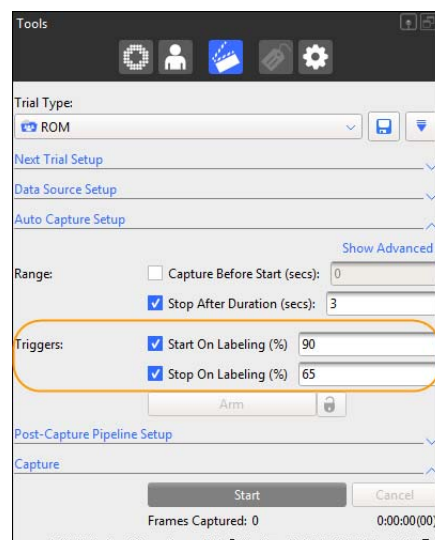 Tools
Trial Type:
ROM
Next Trial Setup
Data Source Setup
Auto Capture Setup
Show Advanced
Range: Capture Before Start (secs): 0
Stop After Duration (secs): 3
Triggers: Start On Labeling (%) 90
Stop On Labeling (%) 65
Arm
Post-Capture Pipeline Setup
Capture
Start Cancel
Frames Captured: 0 0:00:00(00)